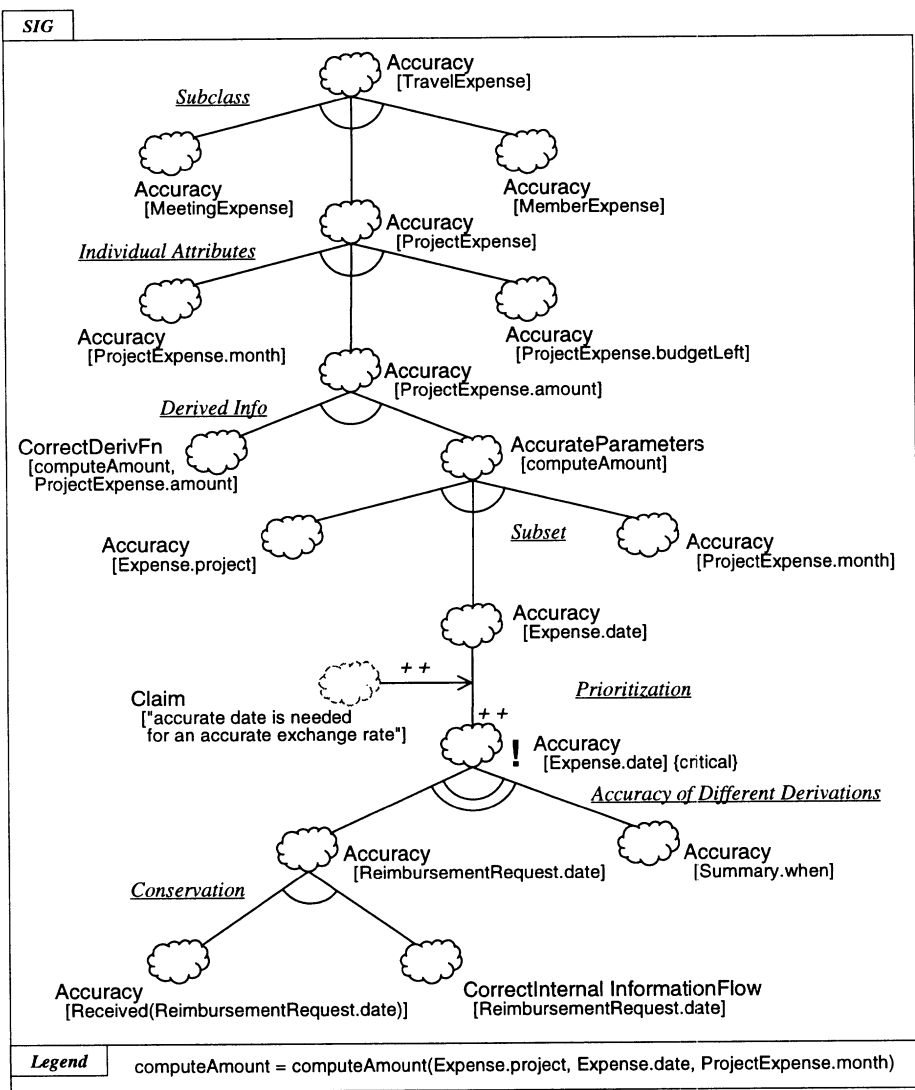 SIG
Accuracy
[TravelExpense]
Subclass
Accuracy
[MeetingExpense]
Accuracy
[MemberExpense]
Accuracy
[ProjectExpense]
Individual Attributes
Accuracy
[ProjectExpense.month]
Accuracy
[ProjectExpense.budgetLeft]
Accuracy
[ProjectExpense.amount]
Derived Info
CorrectDerivFn
[computeAmount,
ProjectExpense.amount]
AccurateParameters
[computeAmount]
Subset
Accuracy
[Expense.project]
Accuracy
[ProjectExpense.month]
Accuracy
[Expense.date]
++
Claim
["accurate date is needed
for an accurate exchange rate"]
Prioritization
++
! Accuracy
[Expense.date] {critical}
Accuracy of Different Derivations
Accuracy
[ReimbursementRequest.date]
Accuracy
[Summary.when]
Conservation
Accuracy
[Received(ReimbursementRequest.date)]
CorrectInternal InformationFlow
[ReimbursementRequest.date]
Legend computeAmount = computeAmount(Expense.project, Expense.date, ProjectExpense.month)